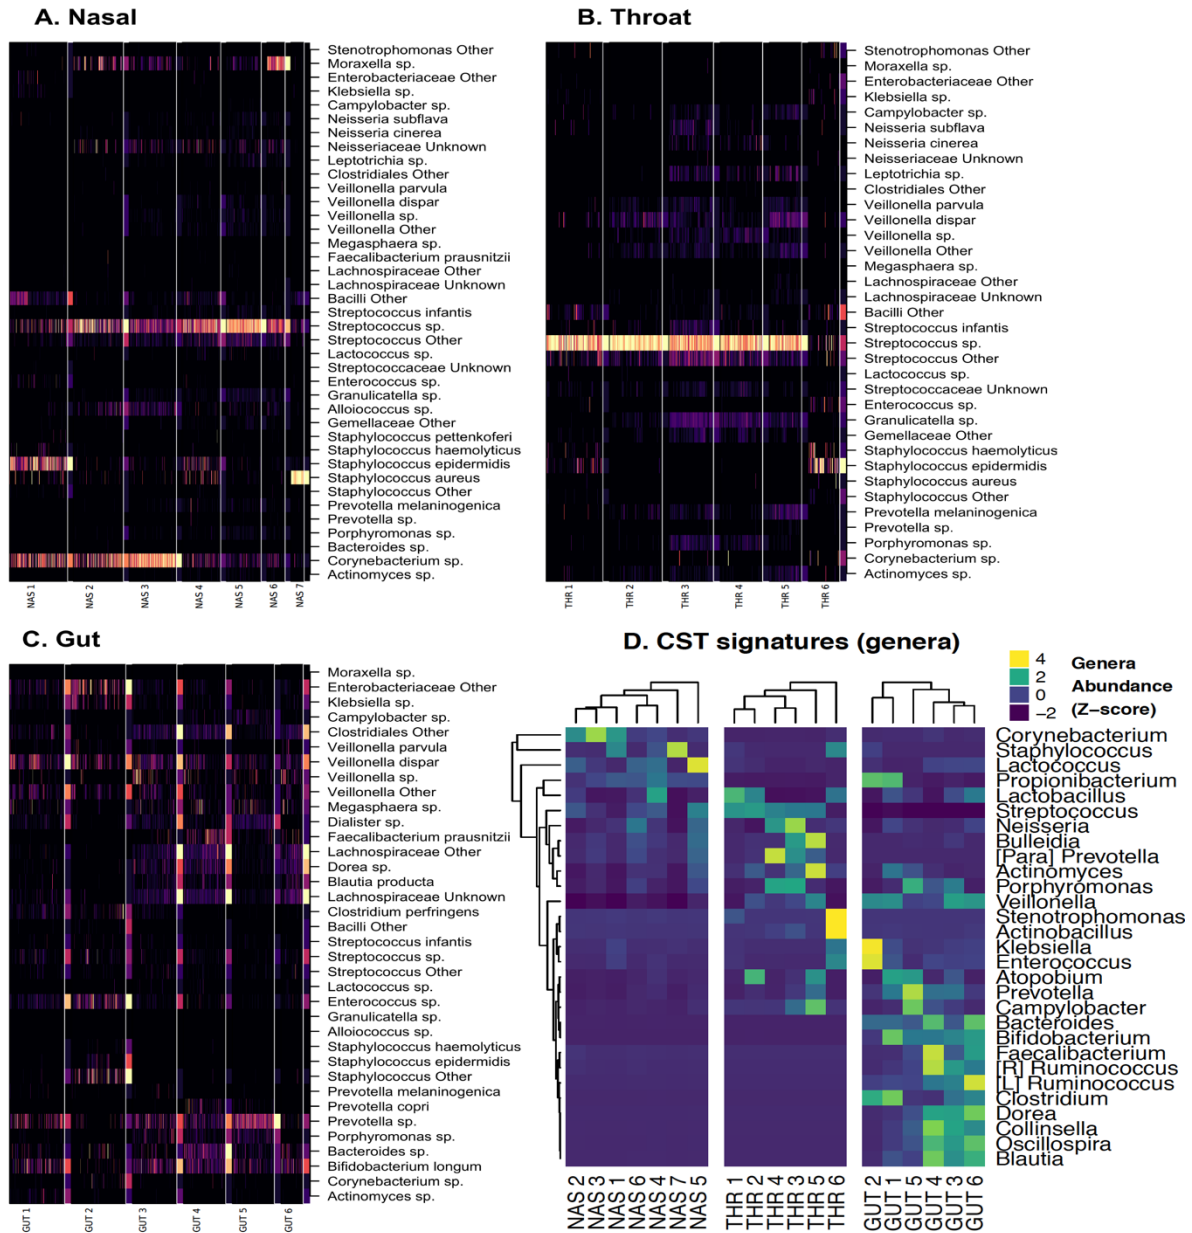 A. Nasal
Stenotrophomonas Other
Moraxella sp.
Enterobacteriaceae Other
Klebsiella sp.
Campylobacter sp.
Neisseria subflava
Neisseria cinerea
Neisseriaceae Unknown
Leptotrichia sp.
Clostridiales Other
Veillonella parvula
Veillonella dispar
Veillonella sp.
Veillonella Other
Megasphaera sp.
Faecalibacterium prausnitzii
Lachnospiraceae Other
Lachnospiraceae Unknown
Bacilli Other
Streptococcus infantis
Streptococcus sp.
Streptococcus Other
Lactococcus sp.
Streptococcaceae Unknown
Enterococcus sp.
Granulicatella sp.
Alloiococcus sp.
Gemellaceae Other
Staphylococcus pettenkoferi
Staphylococcus haemolyticus
Staphylococcus epidermidis
Staphylococcus aureus
Staphylococcus Other
Prevotella melaninogenica
Prevotella sp.
Porphyromonas sp.
Bacteroides sp.
Corynebacterium sp.
Actinomyces sp.
NAS 1
NAS 2
NAS 3
NAS 4
NAS 5
NAS 6
NAS 7
B. Throat
Stenotrophomonas Other
Moraxella sp.
Enterobacteriaceae Other
Klebsiella sp.
Campylobacter sp.
Neisseria subflava
Neisseria cinerea
Neisseriaceae Unknown
Leptotrichia sp.
Clostridiales Other
Veillonella parvula
Veillonella dispar
Veillonella sp.
Veillonella Other
Megasphaera sp.
Lachnospiraceae Other
Lachnospiraceae Unknown
Bacilli Other
Streptococcus infantis
Streptococcus sp.
Streptococcus Other
Lactococcus sp.
Streptococcaceae Unknown
Enterococcus sp.
Granulicatella sp.
Gemellaceae Other
Staphylococcus haemolyticus
Staphylococcus epidermidis
Staphylococcus aureus
Staphylococcus Other
Prevotella melaninogenica
Prevotella sp.
Porphyromonas sp.
Corynebacterium sp.
Actinomyces sp.
THR 1
THR 2
THR 3
THR 4
THR 5
THR 6
C. Gut
Moraxella sp.
Enterobacteriaceae Other
Klebsiella sp.
Campylobacter sp.
Clostridiales Other
Veillonella parvula
Veillonella dispar
Veillonella sp.
Veillonella Other
Megasphaera sp.
Dialister sp.
Faecalibacterium prausnitzii
Lachnospiraceae Other
Dorea sp.
Blautia producta
Lachnospiraceae Unknown
Clostridium perfringens
Bacilli Other
Streptococcus infantis
Streptococcus sp.
Streptococcus Other
Lactococcus sp.
Enterococcus sp.
Granulicatella sp.
Alloiococcus sp.
Staphylococcus haemolyticus
Staphylococcus epidermidis
Staphylococcus Other
Prevotella melaninogenica
Prevotella copri
Prevotella sp.
Porphyromonas sp.
Bacteroides sp.
Bifidobacterium longum
Corynebacterium sp.
Actinomyces sp.
GUT 1
GUT 2
GUT 3
GUT 4
GUT 5
GUT 6
D. CST signatures (genera)
4
2
0
−2
Genera
Abundance
(Z−score)
Corynebacterium
Staphylococcus
Lactococcus
Propionibacterium
Lactobacillus
Streptococcus
Neisseria
Bulleidia
[Para] Prevotella
Actinomyces
Porphyromonas
Veillonella
Stenotrophomonas
Actinobacillus
Klebsiella
Enterococcus
Atopobium
Prevotella
Campylobacter
Bacteroides
Bifidobacterium
Faecalibacterium
[R] Ruminococcus
[L] Ruminococcus
Clostridium
Dorea
Collinsella
Oscillospira
Blautia
NAS 2
NAS 3
NAS 1
NAS 6
NAS 4
NAS 7
NAS 5
THR 1
THR 2
THR 4
THR 3
THR 5
THR 6
GUT 2
GUT 1
GUT 5
GUT 4
GUT 3
GUT 6